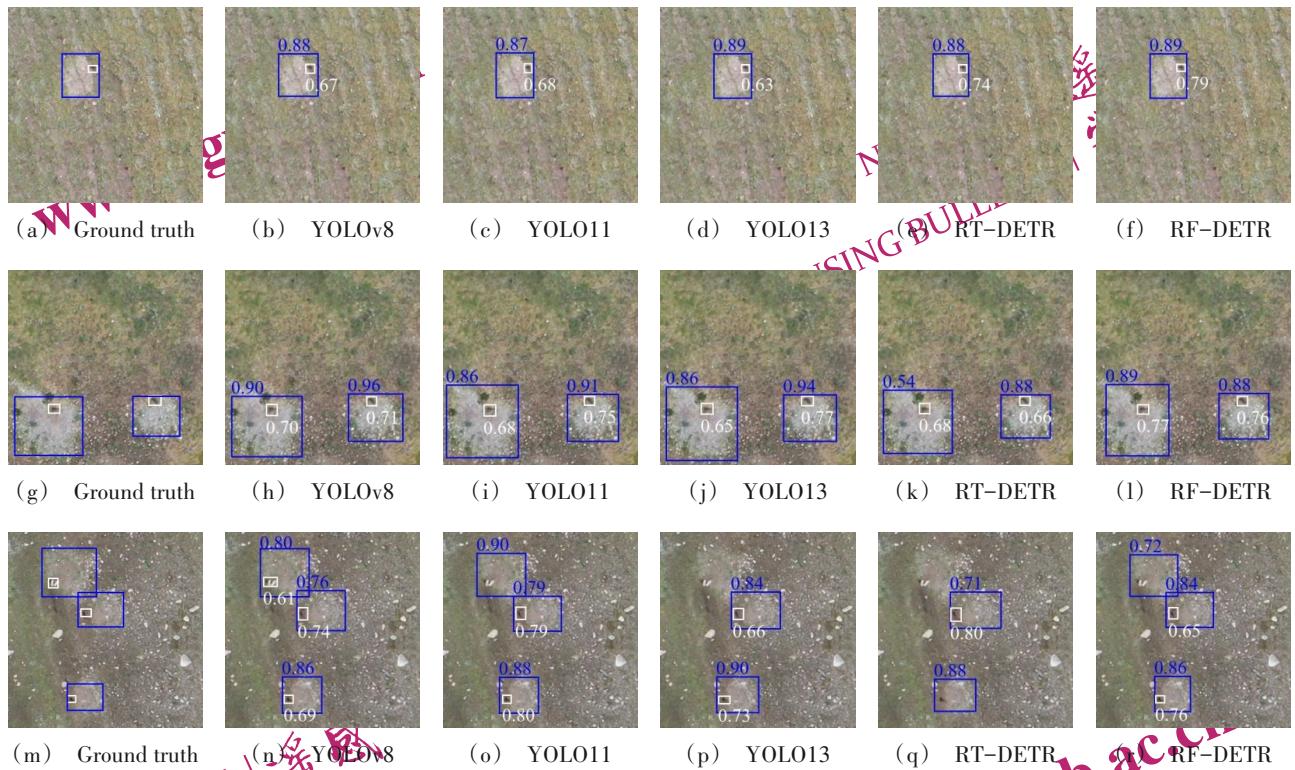 0.88 0.87 0.89 0.88 0.89
0.67 0.68 0.63 0.74 0.79
(a) Ground truth (b) YOLOv8 (c) YOLO11 (d) YOLO13 (e) RT-DETR (f) RF-DETR
SING BULL
0.90 0.96 0.86 0.91 0.86 0.94 0.54 0.88 0.89 0.88
0.70 0.71 0.68 0.75 0.65 0.77 0.68 0.66 0.77 0.76
(g) Ground truth (h) YOLOv8 (i) YOLO11 (j) YOLO13 (k) RT-DETR (l) RF-DETR
0.80 0.90 0.72
0.76 0.79 0.84 0.71 0.84
0.61
0.74 0.79 0.66 0.80 0.65
0.86 0.88 0.90 0.88 0.86
0.69 0.80 0.73 0.76
(m) Ground truth (n) YOLOv8 (o) YOLO11 (p) YOLO13 (q) RT-DETR (r) RF-DETR
遥感
b.ac.cn